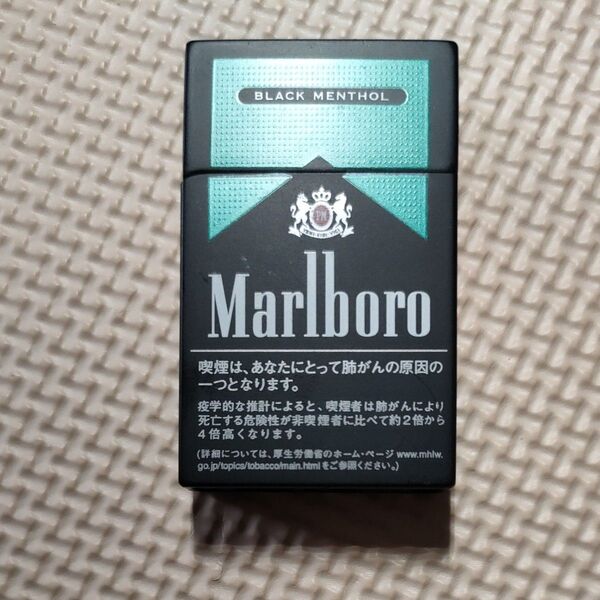 BLACK MENTHOL
PM
Marlboro
喫煙は、あなたにとって肺がんの原因の
一つとなります。
疫学的な推計によると、喫煙者は肺がんにより
死亡する危険性が非喫煙者に比べて約2倍から
4倍高くなります。
(詳細については、厚生労働省のホーム・ページ www.mhlw.
go.jp/topics/tobacco/main.html をご参照ください。)